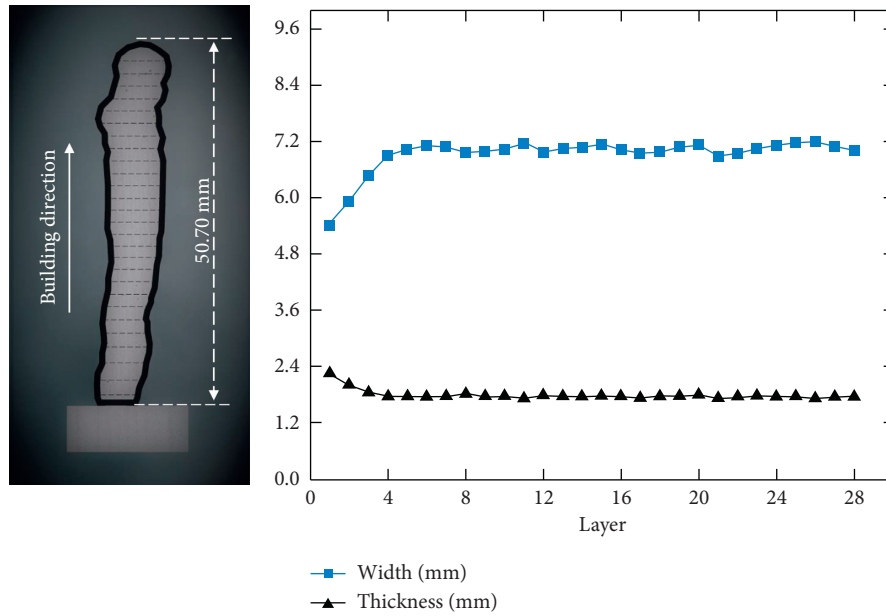 Building direction
50.70 mm
9.6
8.4
7.2
6.0
4.8
3.6
2.4
1.2
0.0
0 4 8 12 16 20 24 28
Layer
Width (mm)
Thickness (mm)